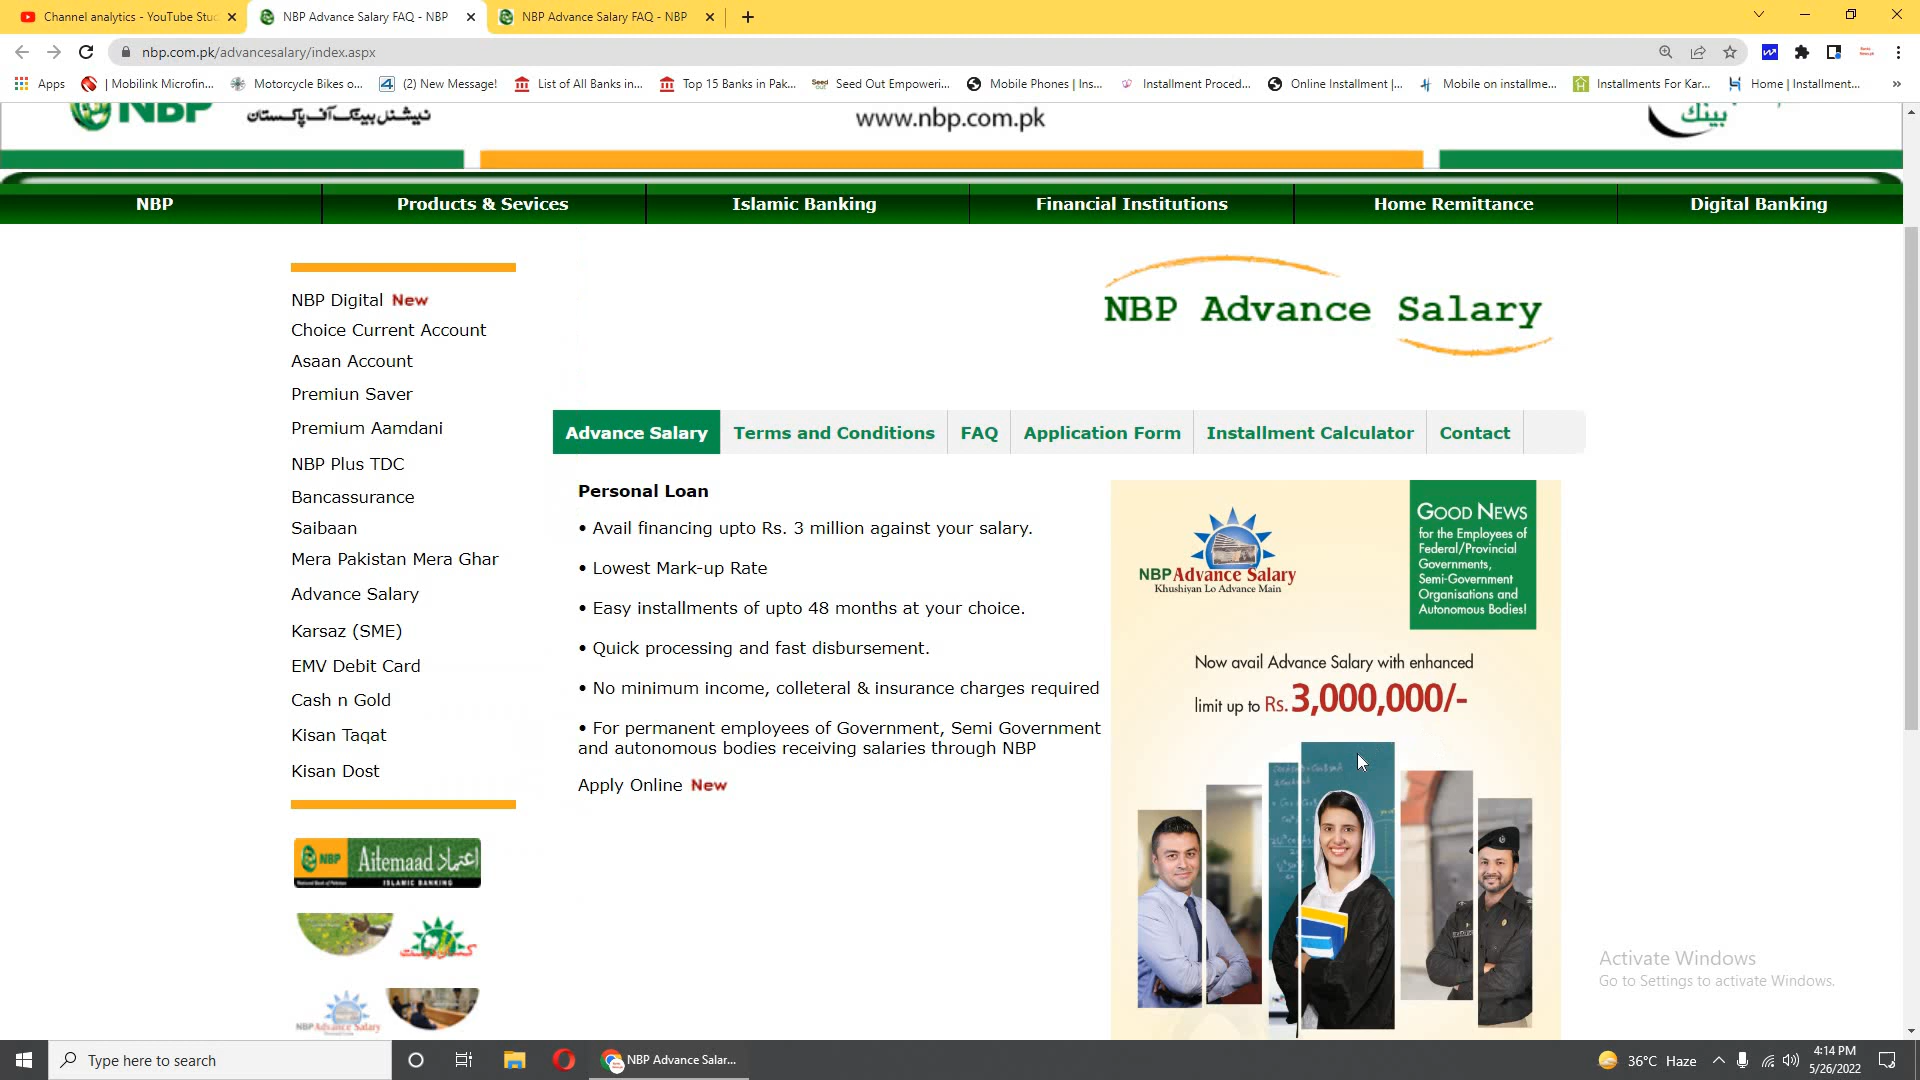 Channel analytics - YouTube Stud
NBP Advance Salary FAQ - NBP
NBP Advance Salary FAQ - NBP
nbp.com.pk/advancesalary/index.aspx
Apps
| Mobilink Microfin...
Motorcycle Bikes o...
(2) New Message!
List of All Banks in...
Top 15 Banks in Pak...
Seed Out Empoweri...
Mobile Phones | Ins...
Installment Proced...
Online Installment |...
Mobile on installme...
Installments For Kar...
Home | Installment...
NBP
نیشنل بینک آف پاکستان
www.nbp.com.pk
بینک
NBP
Products & Sevices
Islamic Banking
Financial Institutions
Home Remittance
Digital Banking
NBP Digital New
Choice Current Account
Asaan Account
Premiun Saver
Premium Aamdani
NBP Plus TDC
Bancassurance
Saibaan
Mera Pakistan Mera Ghar
Advance Salary
Karsaz (SME)
EMV Debit Card
Cash n Gold
Kisan Taqat
Kisan Dost
NBP Aitemaad اعتماد
National Bank of Pakistan ISLAMIC BANKING
NBP Advance Salary
NBP Advance Salary
Advance Salary
Terms and Conditions
FAQ
Application Form
Installment Calculator
Contact
Personal Loan
• Avail financing upto Rs. 3 million against your salary.
• Lowest Mark-up Rate
• Easy installments of upto 48 months at your choice.
• Quick processing and fast disbursement.
• No minimum income, colleteral & insurance charges required
• For permanent employees of Government, Semi Government
and autonomous bodies receiving salaries through NBP
Apply Online New
NBP Advance Salary
Khushiyan Lo Advance Main
GOOD NEWS
for the Employees of
Federal/Provincial
Governments,
Semi-Government
Organisations and
Autonomous Bodies!
Now avail Advance Salary with enhanced
limit up to Rs. 3,000,000/-
Activate Windows
Go to Settings to activate Windows.
Type here to search
NBP Advance Salar...
36°C Haze
4:14 PM
5/26/2022